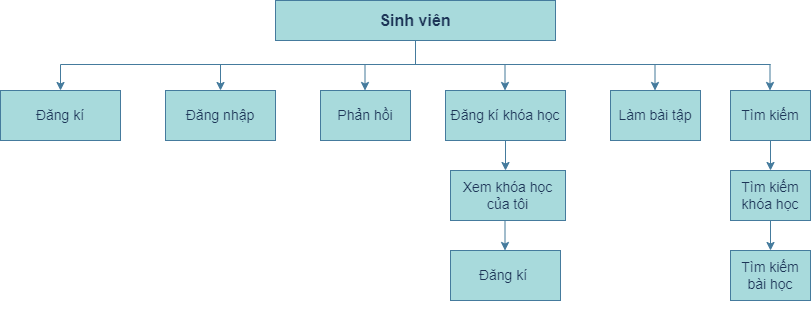 Sinh viên
Đăng kí
Đăng nhập
Phản hồi
Đăng kí khóa học
Làm bài tập
Tìm kiếm
Xem khóa học
của tôi
Tìm kiếm
khóa học
Đăng kí
Tìm kiếm
bài học